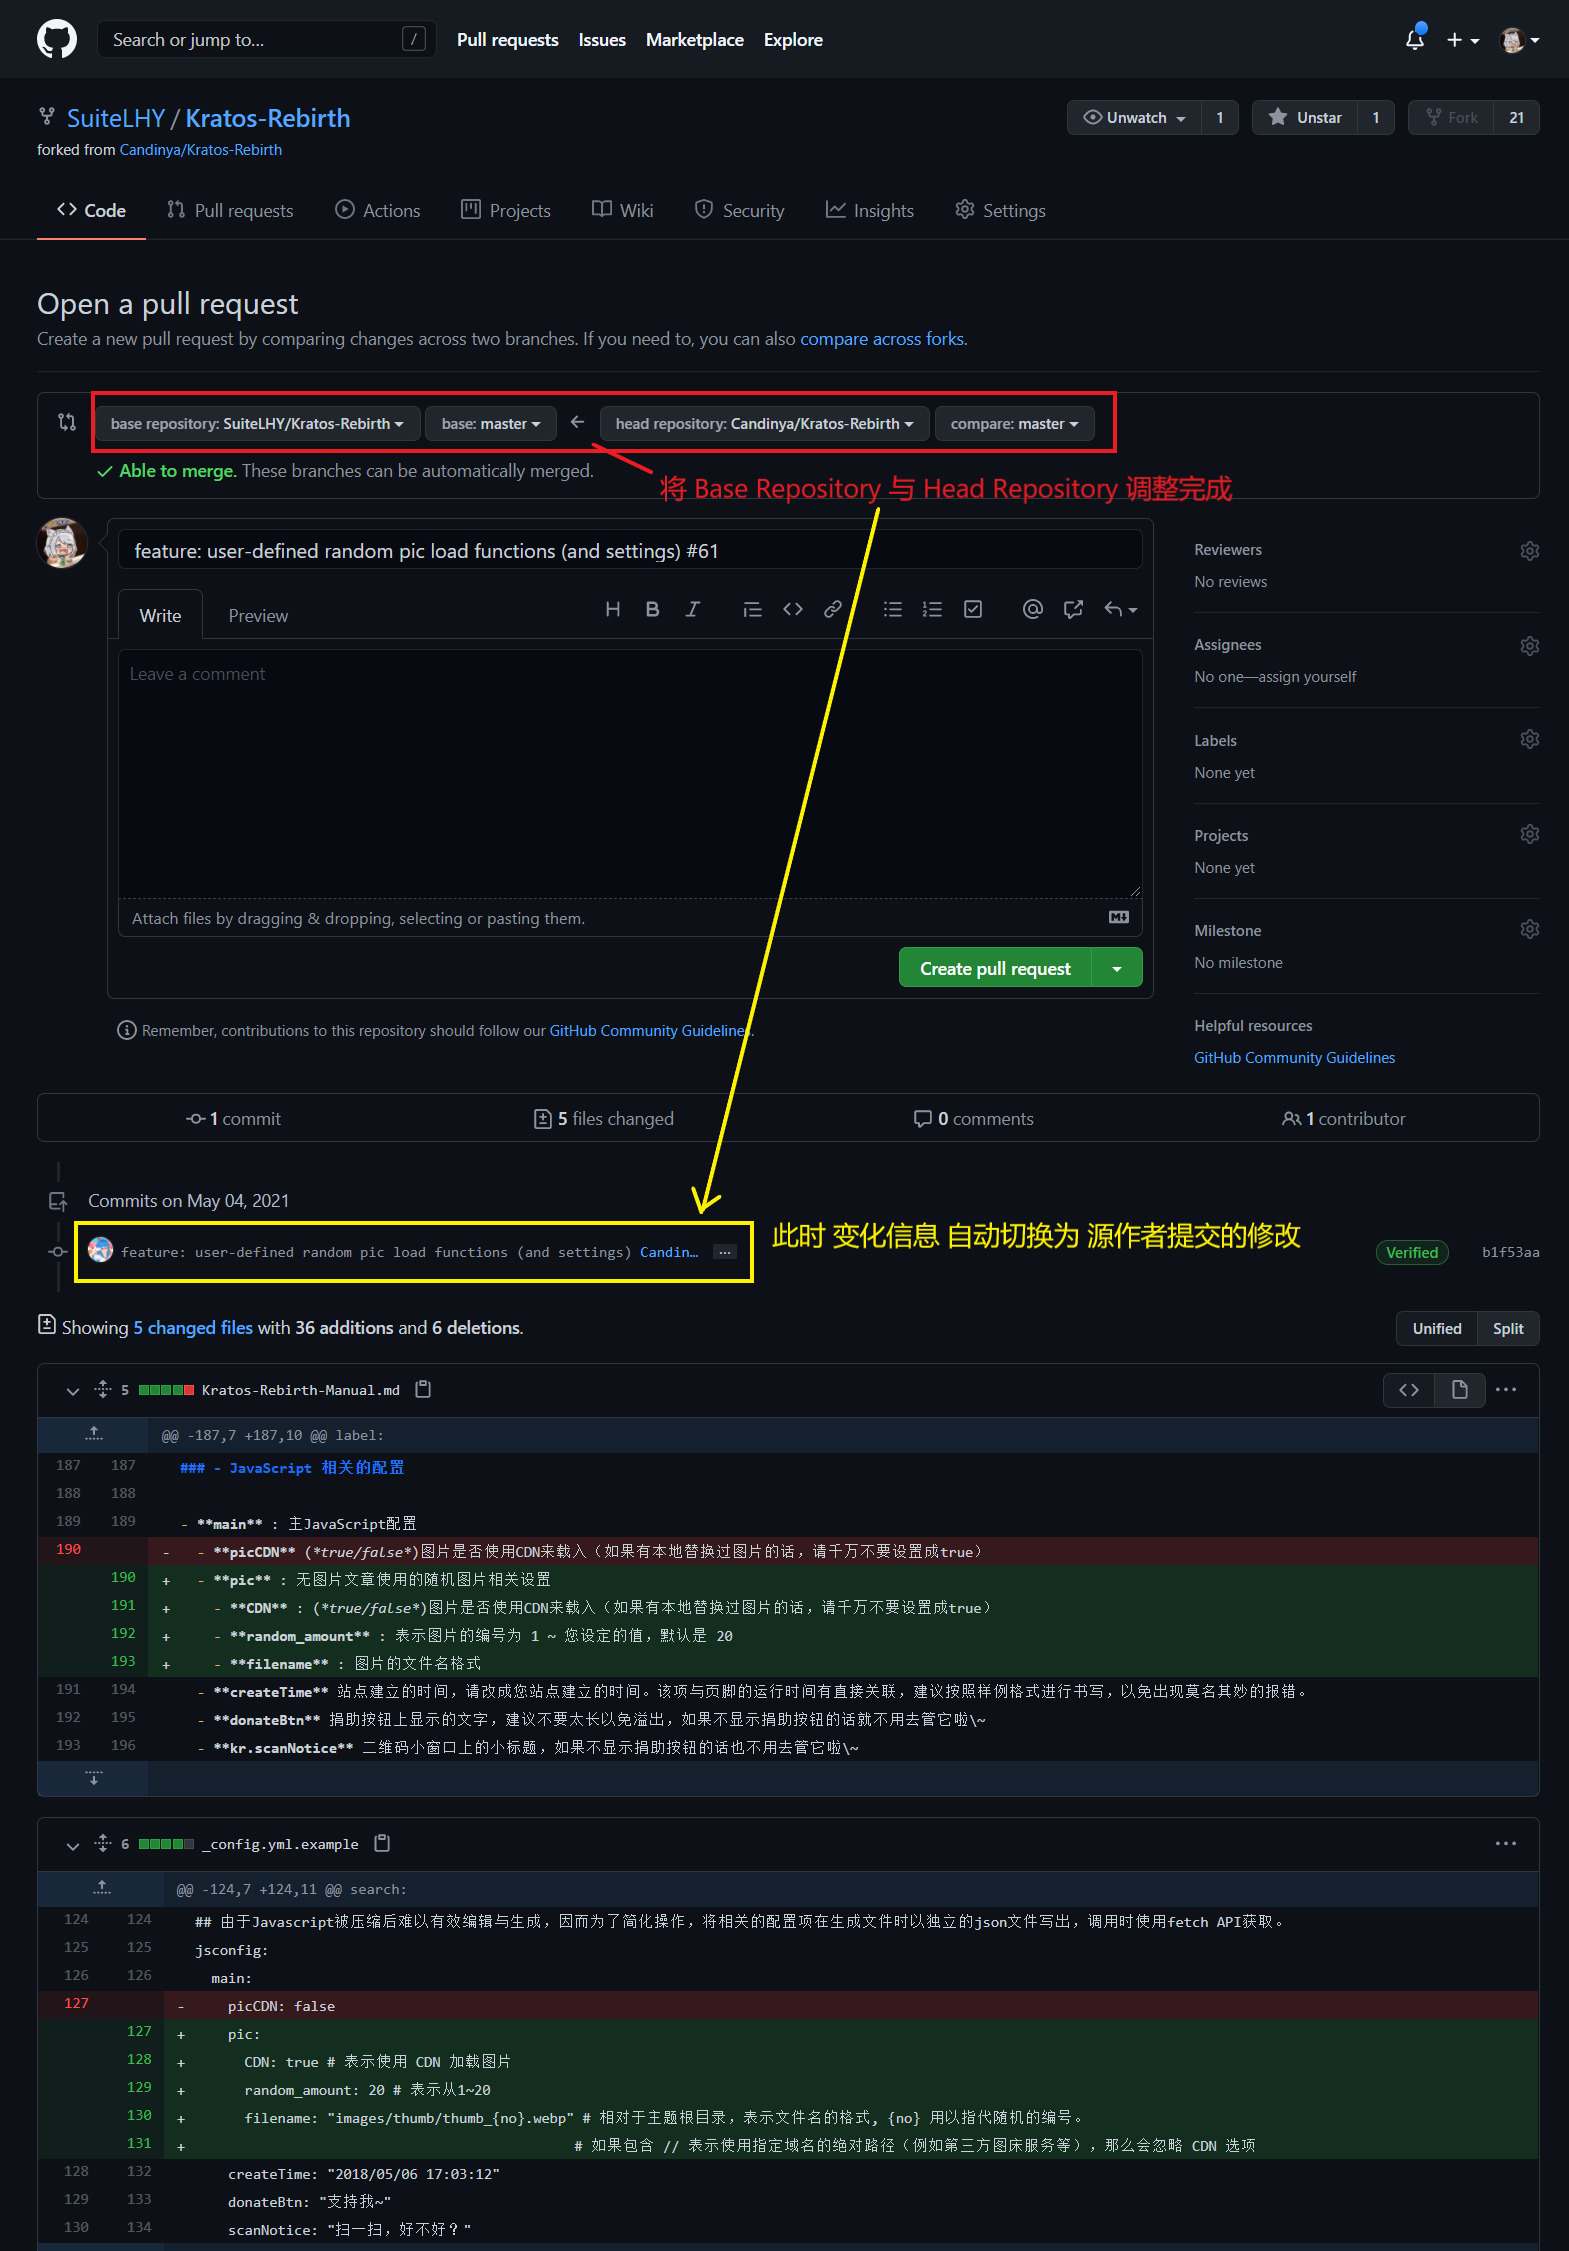 Search or jump to... /
Pull requests Issues Marketplace Explore
SuiteLHY / Kratos-Rebirth
Unwatch 1 Unstar 1 Fork 21
forked from Candinya/Kratos-Rebirth
Code Pull requests Actions Projects Wiki Security Insights Settings
Open a pull request
Create a new pull request by comparing changes across two branches. If you need to, you can also compare across forks.
base repository: SuiteLHY/Kratos-Rebirth base: master ← head repository: Candinya/Kratos-Rebirth compare: master
Able to merge. These branches can be automatically merged.
将 Base Repository 与 Head Repository 调整完成
feature: user-defined random pic load functions (and settings) #61
Write Preview
Leave a comment
Attach files by dragging & dropping, selecting or pasting them.
Create pull request
Remember, contributions to this repository should follow our GitHub Community Guidelines.
Reviewers
No reviews
Assignees
No one—assign yourself
Labels
None yet
Projects
None yet
Milestone
No milestone
Helpful resources
GitHub Community Guidelines
1 commit 5 files changed 0 comments 1 contributor
Commits on May 04, 2021
feature: user-defined random pic load functions (and settings) Candin… …
此时 变化信息 自动切换为 源作者提交的修改
Verified b1f53aa
Showing 5 changed files with 36 additions and 6 deletions.
Unified Split
5 Kratos-Rebirth-Manual.md
@@ -187,7 +187,10 @@ label:
187 187 ### - JavaScript 相关的配置
188 188
189 189 - **main** : 主JavaScript配置
190 - - **picCDN** (*true/false*)图片是否使用CDN来载入（如果有本地替换过图片的话，请千万不要设置成true）
190 + - **pic** : 无图片文章使用的随机图片相关设置
191 + - **CDN** : (*true/false*)图片是否使用CDN来载入（如果有本地替换过图片的话，请千万不要设置成true）
192 + - **random_amount** : 表示图片的编号为 1 ~ 您设定的值，默认是 20
193 + - **filename** : 图片的文件名格式
191 194 - **createTime** 站点建立的时间，请改成您站点建立的时间。该项与页脚的运行时间有直接关联，建议按照样例格式进行书写，以免出现莫名其妙的报错。
192 195 - **donateBtn** 捐助按钮上显示的文字，建议不要太长以免溢出，如果不显示捐助按钮的话就不用去管它啦\~
193 196 - **kr.scanNotice** 二维码小窗口上的小标题，如果不显示捐助按钮的话也不用去管它啦\~
6 _config.yml.example
@@ -124,7 +124,11 @@ search:
124 124 ## 由于Javascript被压缩后难以有效编辑与生成，因而为了简化操作，将相关的配置项在生成文件时以独立的json文件写出，调用时使用fetch API获取。
125 125 jsconfig:
126 126 main:
127 - picCDN: false
127 + pic:
128 + CDN: true # 表示使用 CDN 加载图片
129 + random_amount: 20 # 表示从1~20
130 + filename: "images/thumb/thumb_{no}.webp" # 相对于主题根目录，表示文件名的格式, {no} 用以指代随机的编号。
131 + # 如果包含 // 表示使用指定域名的绝对路径（例如第三方图床服务等），那么会忽略 CDN 选项
128 132 createTime: "2018/05/06 17:03:12"
129 133 donateBtn: "支持我~"
130 134 scanNotice: "扫一扫，好不好？"